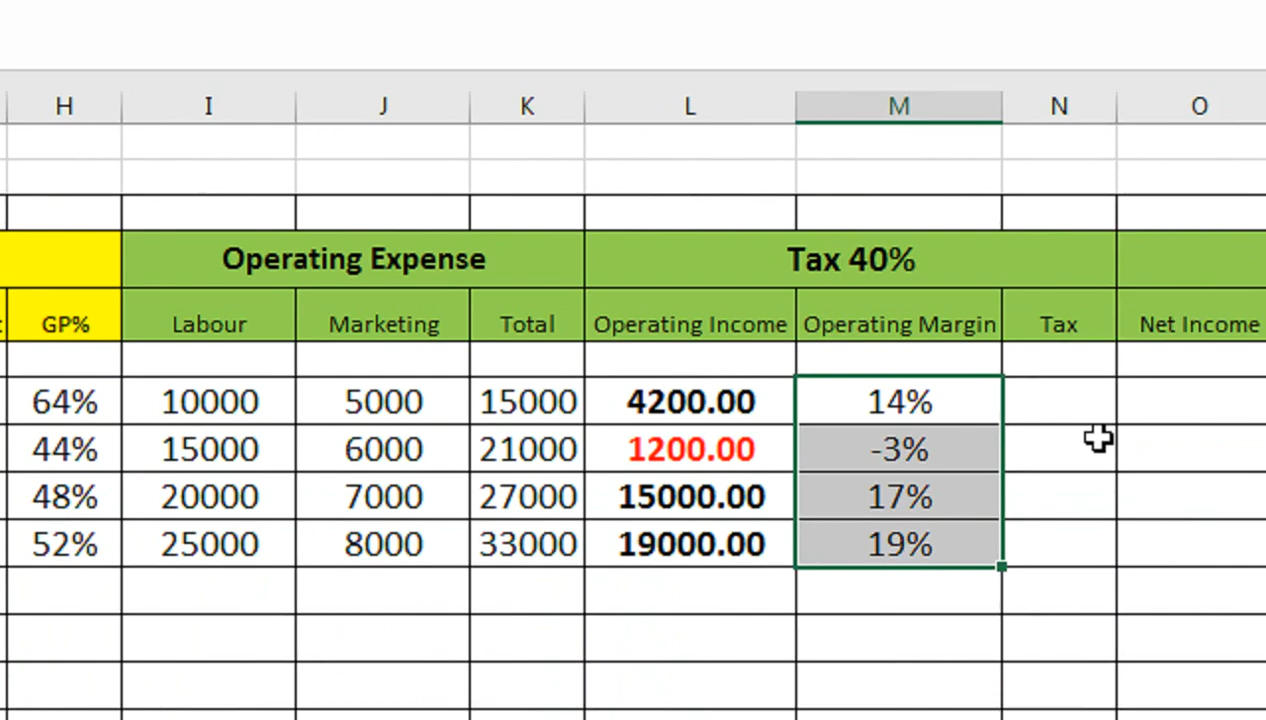 H I J K L M N O
Operating Expense Tax 40%
GP% Labour Marketing Total Operating Income Operating Margin Tax Net Income
64% 10000 5000 15000 4200.00 14%
44% 15000 6000 21000 1200.00 -3%
48% 20000 7000 27000 15000.00 17%
52% 25000 8000 33000 19000.00 19%